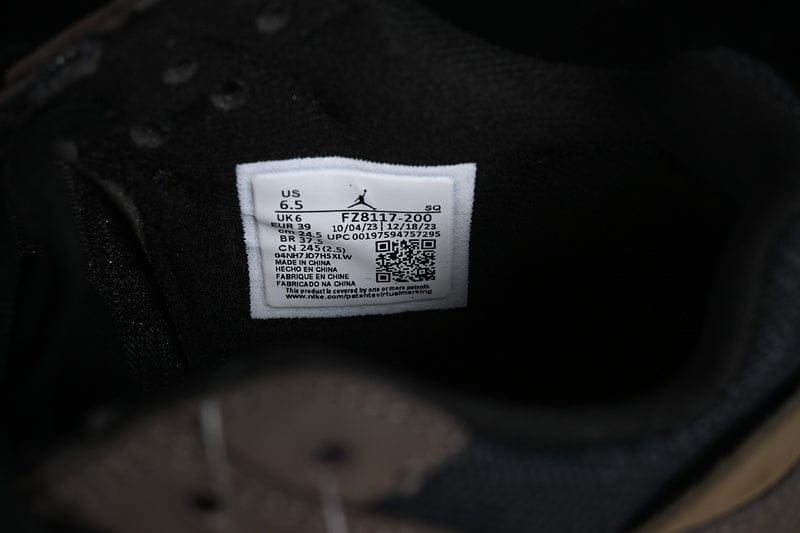 US
6.5
SQ
UK 6 FZ8117-200
EUR 39 10/04/23 | 12/18/23
cm 24.5 UPC 00197594757295
BR 37.5
CN 245(2.5)
04NH7JD7H5XLW
MADE IN CHINA
HECHO EN CHINA
FABRIQUE EN CHINE
FABRICADO NA CHINA
This product is covered by one or more patents
www.nike.com/patentsvirtualmarking